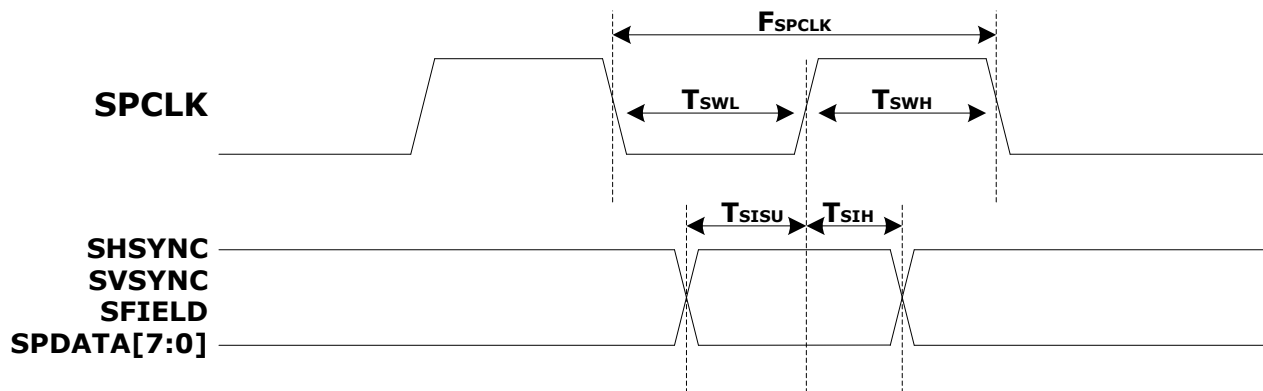 FSPCLK
SPCLK
TSWL
TSWH
TSISU
TSIH
SHSYNC
SVSYNC
SFIELD
SPDATA[7:0]